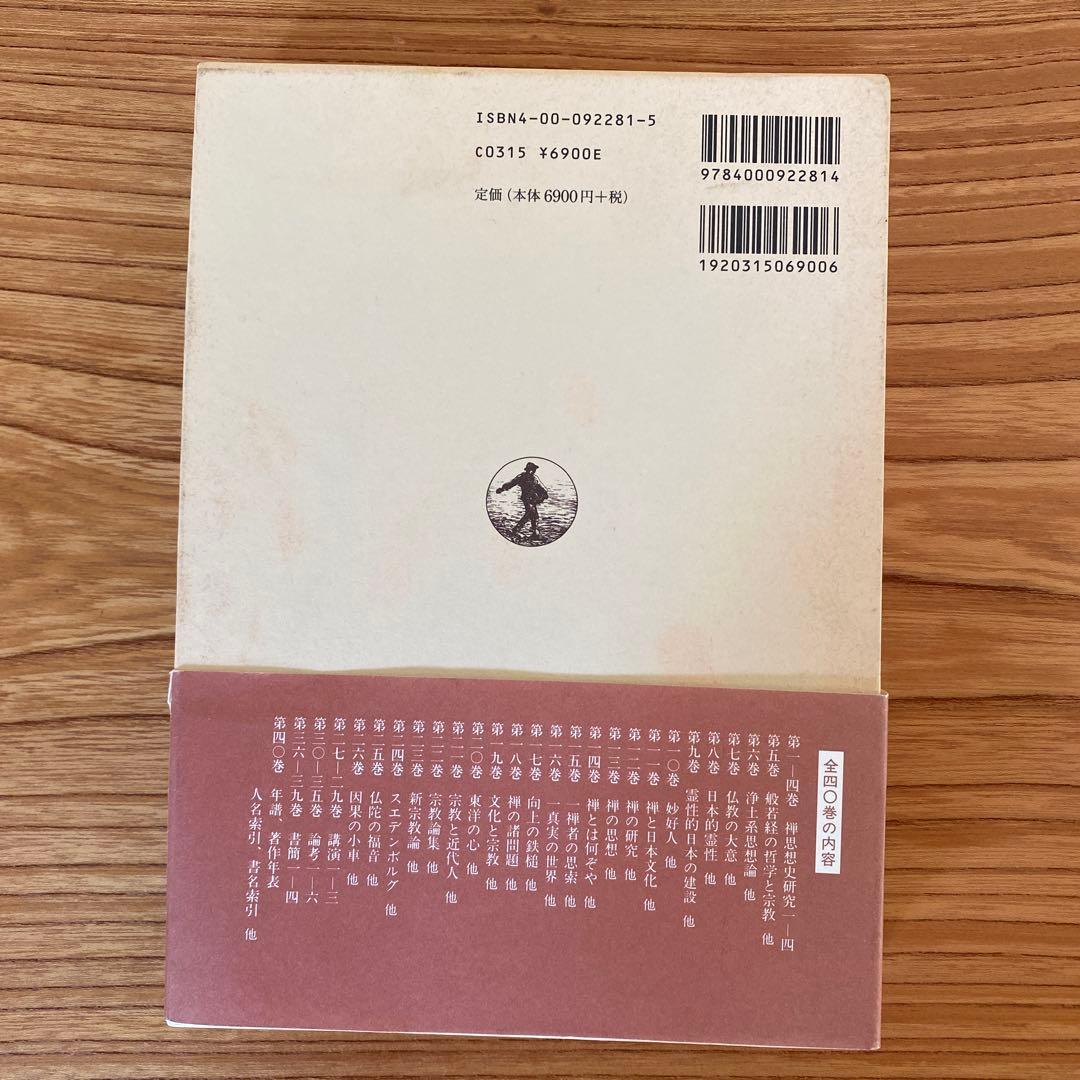 ISBN4-00-092281-5
C0315 ¥6900E
定価（本体6900円＋税）
9784000922814
1920315069006
全四〇巻の内容
第一—四巻 禅思想史研究一—四
第五巻 般若経の哲学と宗教 他
第六巻 浄土系思想論 他
第七巻 仏教の大意 他
第八巻 日本的霊性 他
第九巻 霊性的日本の建設 他
第一〇巻 妙好人 他
第一一巻 禅と日本文化 他
第一二巻 禅の研究 他
第一三巻 禅の思想 他
第一四巻 禅とは何ぞや 他
第一五巻 一禅者の思索 他
第一六巻 一真実の世界 他
第一七巻 向上の鉄槌 他
第一八巻 禅の諸問題 他
第一九巻 文化と宗教 他
第二〇巻 東洋の心 他
第二一巻 宗教と近代人 他
第二二巻 宗教論集 他
第二三巻 新宗教論 他
第二四巻 スエデンボルグ 他
第二五巻 仏陀の福音 他
第二六巻 因果の小車 他
第二七—二九巻 講演一—三
第三〇—三五巻 論考一—六
第三六—三九巻 書簡一—四
第四〇巻 年譜、著作年表
人名索引、書名索引 他